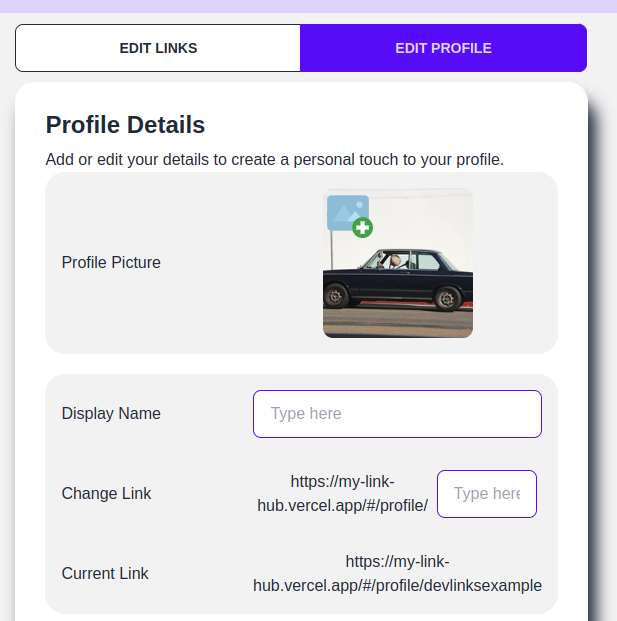 EDIT LINKS
EDIT PROFILE
Profile Details
Add or edit your details to create a personal touch to your profile.
Profile Picture
Display Name
Type here
Change Link
https://my-link-
hub.vercel.app/#/profile/
Type here
Current Link
https://my-link-
hub.vercel.app/#/profile/devlinksexample